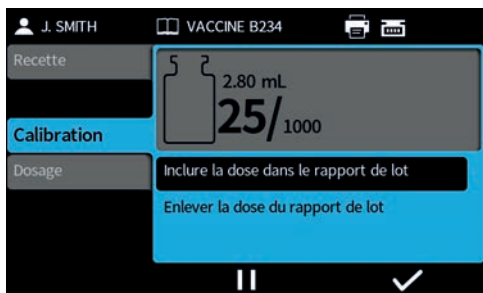 J. SMITH VACCINE B234
Recette
2.80 mL
25/1000
Calibration
Dosage
Inclure la dose dans le rapport de lot
Enlever la dose du rapport de lot